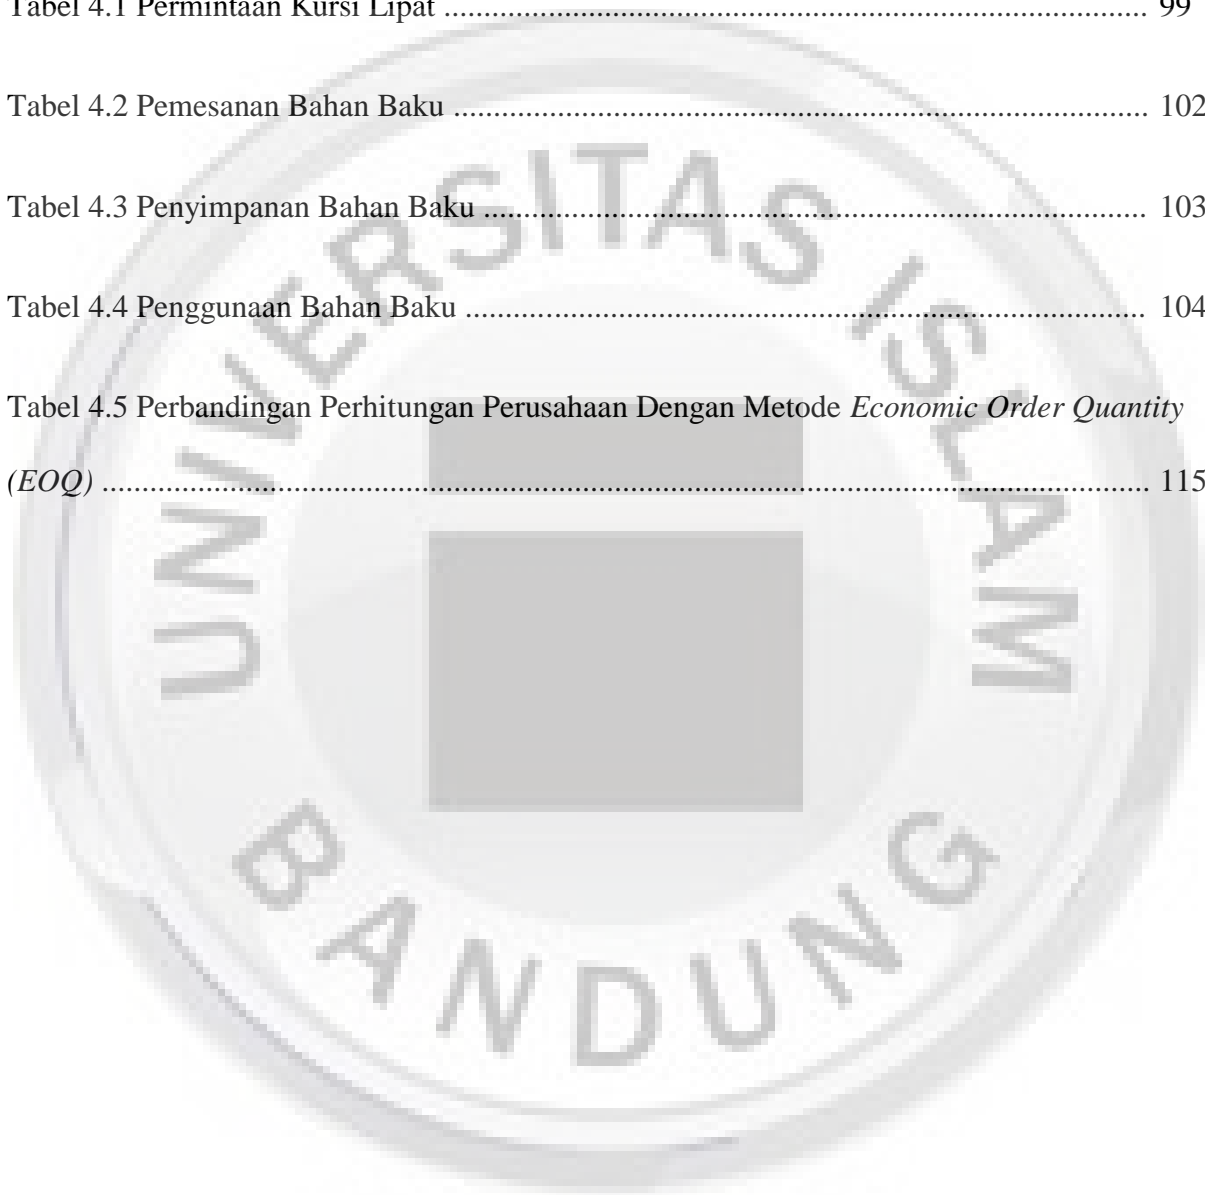 Tabel 4.1 Permintaan Kursi Lipat ........................................................................................ 99
Tabel 4.2 Pemesanan Bahan Baku ....................................................................................... 102
Tabel 4.3 Penyimpanan Bahan Baku ................................................................................... 103
Tabel 4.4 Penggunaan Bahan Baku ..................................................................................... 104
Tabel 4.5 Perbandingan Perhitungan Perusahaan Dengan Metode Economic Order Quantity
(EOQ) ................................................................................................................................... 115
UNIVERSITAS ISLAM
BANDUNG